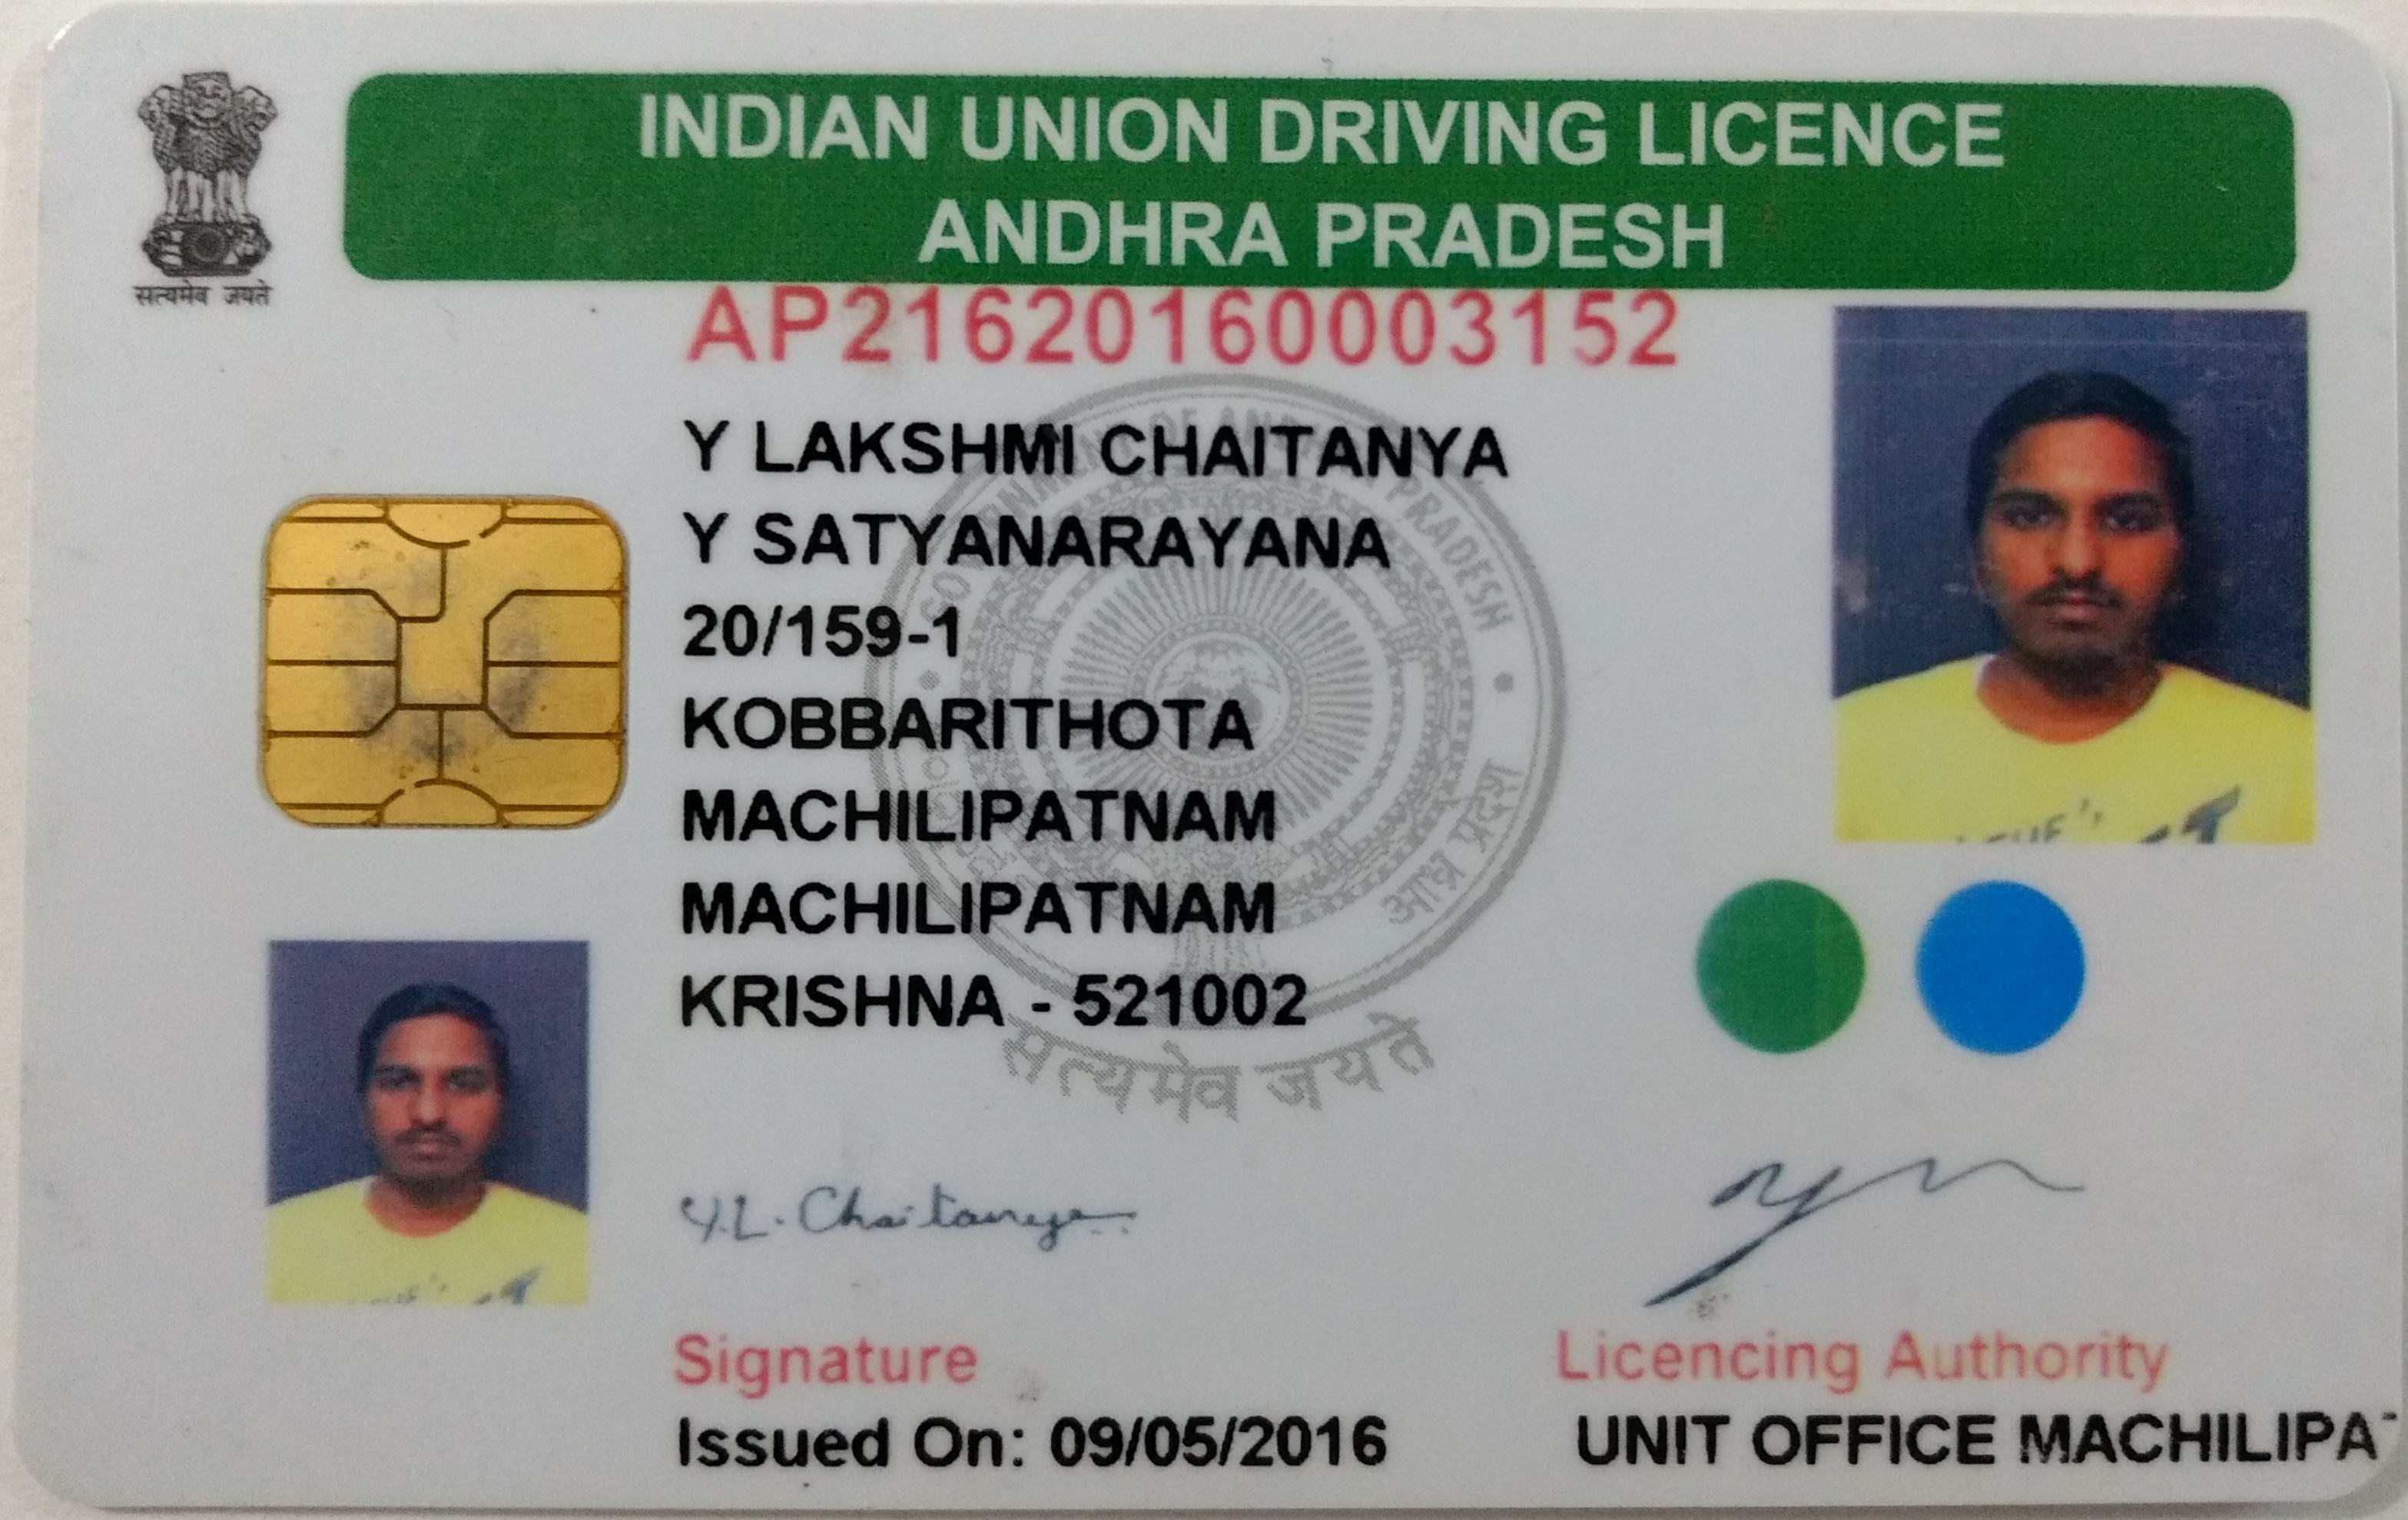 INDIAN UNION DRIVING LICENCE
ANDHRA PRADESH
सत्यमेव जयते
AP21620160003152
Y LAKSHMI CHAITANYA
Y SATYANARAYANA
20/159-1
KOBBARITHOTA
MACHILIPATNAM
MACHILIPATNAM
KRISHNA - 521002
GOVERNMENT OF ANDHRA PRADESH
आंध्र प्रदेश
सत्यमेव जयते
Y.L. Chaitanya
Signature
Licencing Authority
Issued On: 09/05/2016
UNIT OFFICE MACHILIPA